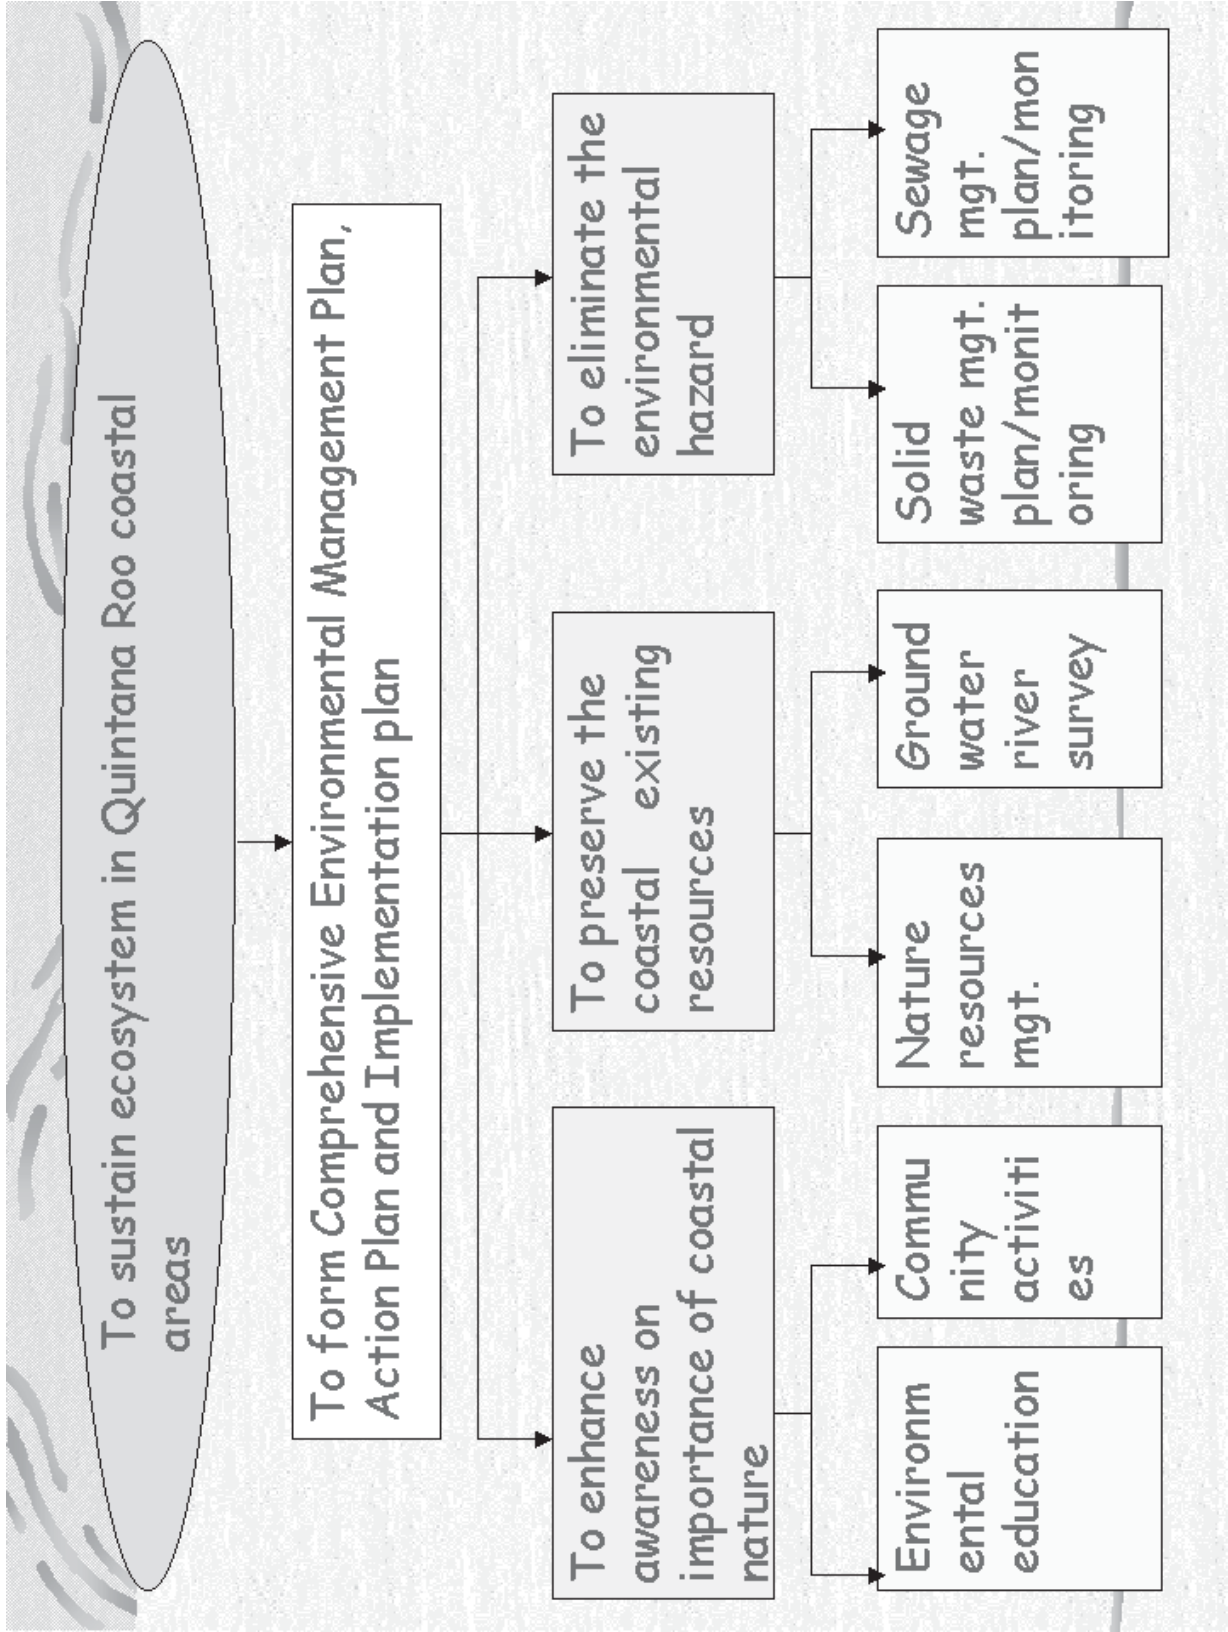 To sustain ecosystem in Quintana Roo coastal
areas
To form Comprehensive Environmental Management Plan,
Action Plan and Implementation plan
To enhance
awareness on
importance of coastal
nature
To preserve the
coastal existing
resources
To eliminate the
environmental
hazard
Environm
ental
education
Commu
nity
activiti
es
Nature
resources
mgt.
Ground
water
river
survey
Solid
waste mgt.
plan/monit
oring
Sewage
mgt.
plan/mon
itoring